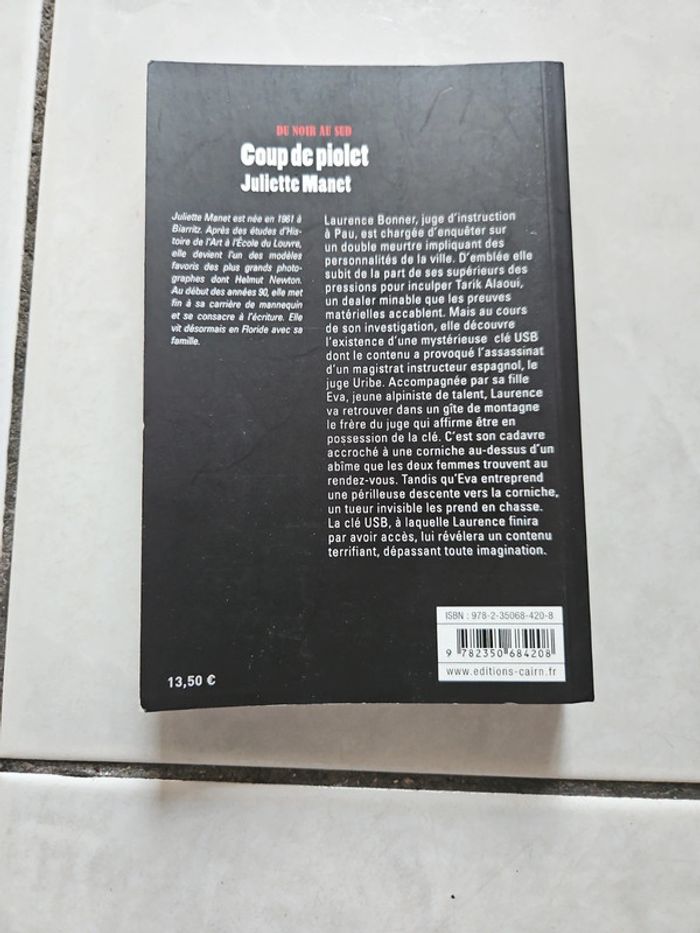 DU NOIR AU SUD
Coup de piolet
Juliette Manet
Juliette Manet est née en 1961 à
Biarritz. Après des études d'His-
toire de l'Art à l'École du Louvre,
elle devient l'un des modèles
favoris des plus grands photo-
graphes dont Helmut Newton.
Au début des années 90, elle met
fin à sa carrière de mannequin
et se consacre à l'écriture. Elle
vit désormais en Floride avec sa
famille.
Laurence Bonner, juge d'instruction
à Pau, est chargée d'enquêter sur
un double meurtre impliquant des
personnalités de la ville. D'emblée elle
subit de la part de ses supérieurs des
pressions pour inculper Tarik Alaoui,
un dealer minable que les preuves
matérielles accablent. Mais au cours
de son investigation, elle découvre
l'existence d'une mystérieuse clé USB
dont le contenu a provoqué l'assassinat
d'un magistrat instructeur espagnol, le
juge Uribe. Accompagnée par sa fille
Eva, jeune alpiniste de talent, Laurence
va retrouver dans un gîte de montagne
le frère du juge qui affirme être en
possession de la clé. C'est son cadavre
accroché à une corniche au-dessus d'un
abîme que les deux femmes trouvent au
rendez-vous. Tandis qu'Eva entreprend
une périlleuse descente vers la corniche,
un tueur invisible les prend en chasse.
La clé USB, à laquelle Laurence finira
par avoir accès, lui révélera un contenu
terrifiant, dépassant toute imagination.
ISBN : 978-2-35068-420-8
9 782350 684208
www.editions-cairn.fr
13,50 €